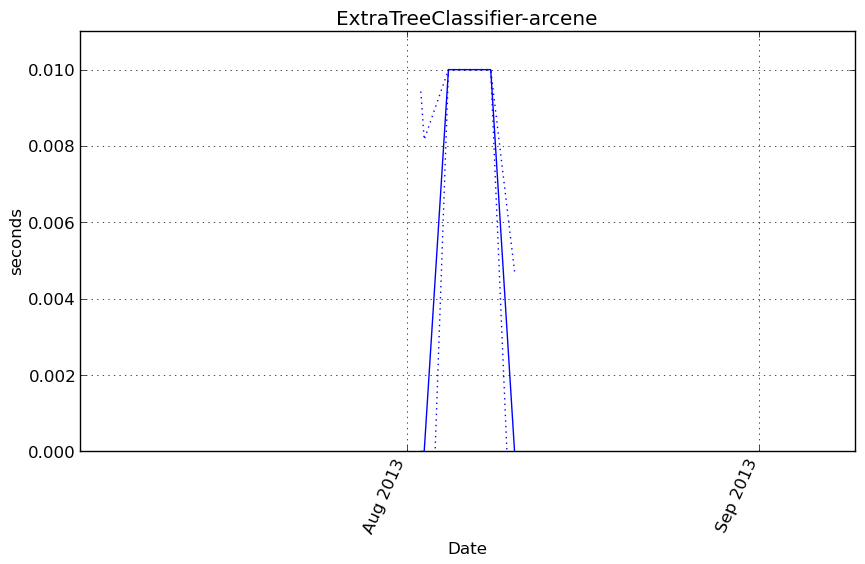 ExtraTreeClassifier-arcene
0.010
0.008
0.006
0.004
0.002
0.000
seconds
Aug 2013
Sep 2013
Date